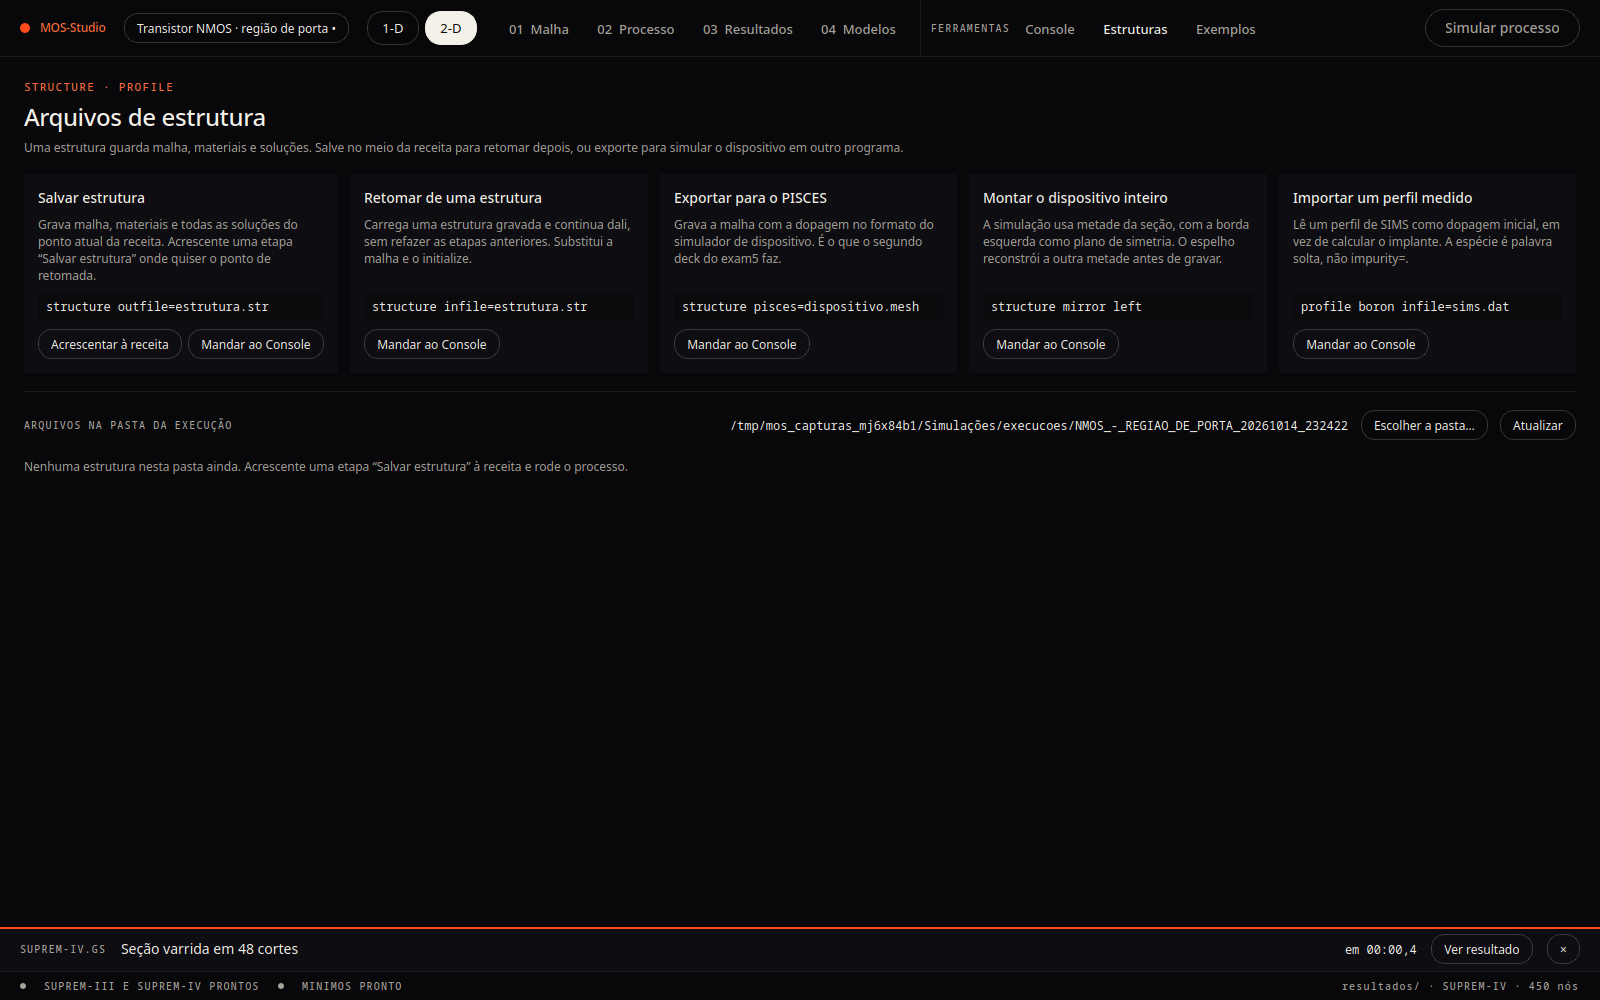 MOS-Studio
Transistor NMOS · região de porta •
1-D
2-D
01 Malha
02 Processo
03 Resultados
04 Modelos
FERRAMENTAS
Console
Estruturas
Exemplos
Simular processo
STRUCTURE · PROFILE
Arquivos de estrutura
Uma estrutura guarda malha, materiais e soluções. Salve no meio da receita para retomar depois, ou exporte para simular o dispositivo em outro programa.
Salvar estrutura
Grava malha, materiais e todas as soluções do
ponto atual da receita. Acrescente uma etapa
“Salvar estrutura” onde quiser o ponto de
retomada.
structure outfile=estrutura.str
Acrescentar à receita
Mandar ao Console
Retomar de uma estrutura
Carrega uma estrutura gravada e continua dali,
sem refazer as etapas anteriores. Substitui a
malha e o initialize.
structure infile=estrutura.str
Mandar ao Console
Exportar para o PISCES
Grava a malha com a dopagem no formato do
simulador de dispositivo. É o que o segundo
deck do exam5 faz.
structure pisces=dispositivo.mesh
Mandar ao Console
Montar o dispositivo inteiro
A simulação usa metade da seção, com a borda
esquerda como plano de simetria. O espelho
reconstrói a outra metade antes de gravar.
structure mirror left
Mandar ao Console
Importar um perfil medido
Lê um perfil de SIMS como dopagem inicial, em
vez de calcular o implante. A espécie é palavra
solta, não impurity=.
profile boron infile=sims.dat
Mandar ao Console
ARQUIVOS NA PASTA DA EXECUÇÃO
/tmp/mos_capturas_mj6x84b1/Simulações/execucoes/NMOS_-_REGIAO_DE_PORTA_20261014_232422
Escolher a pasta…
Atualizar
Nenhuma estrutura nesta pasta ainda. Acrescente uma etapa “Salvar estrutura” à receita e rode o processo.
SUPREM-IV.GS
Seção varrida em 48 cortes
em 00:00,4
Ver resultado
×
SUPREM-III E SUPREM-IV PRONTOS
MINIMOS PRONTO
resultados/ · SUPREM-IV · 450 nós